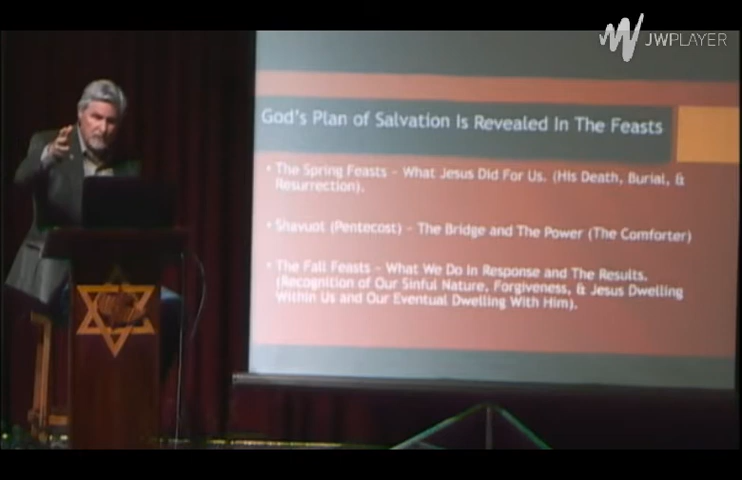 JWPLAYER
God's Plan of Salvation Is Revealed In The Feasts
• The Spring Feasts – What Jesus Did For Us. (His Death, Burial, &
Resurrection).
• Shavuot (Pentecost) – The Bridge and The Power (The Comforter)
• The Fall Feasts – What We Do In Response and The Results.
(Recognition of Our Sinful Nature, Forgiveness, & Jesus Dwelling
Within Us and Our Eventual Dwelling With Him).